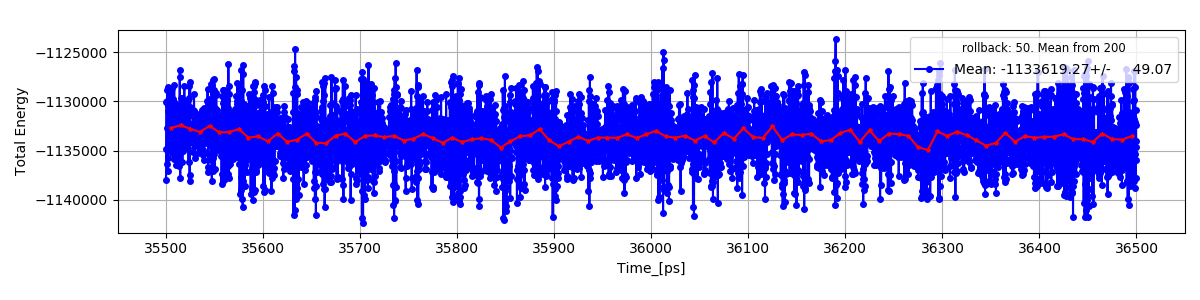 rollback: 50. Mean from 200
Mean: -1133619.27+/- 49.07
Total Energy
−1125000
−1130000
−1135000
−1140000
35500 35600 35700 35800 35900 36000 36100 36200 36300 36400 36500
Time_[ps]